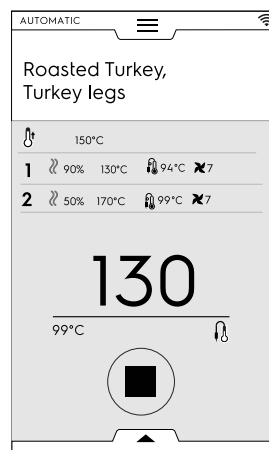 AUTOMATIC
Roasted Turkey,
Turkey legs
150°C
1 90% 130°C 94°C 7
2 50% 170°C 99°C 7
130
99°C